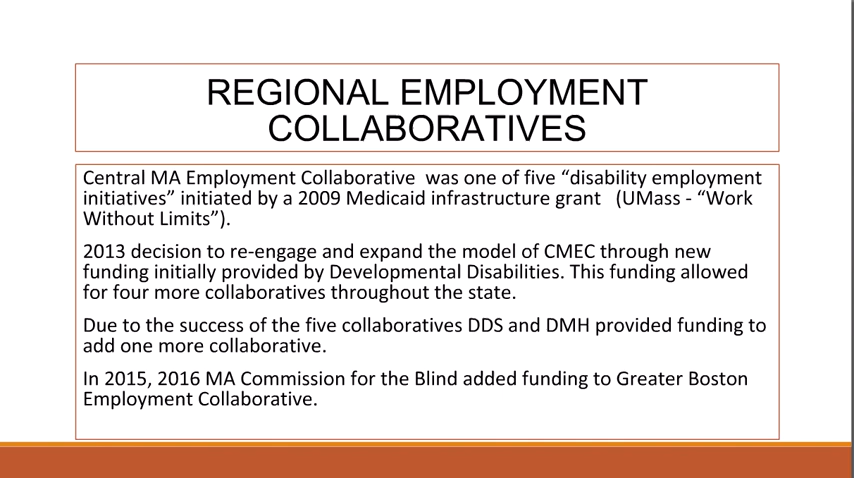 REGIONAL EMPLOYMENT
COLLABORATIVES
Central MA Employment Collaborative  was one of five “disability employment
initiatives” initiated by a 2009 Medicaid infrastructure grant   (UMass - “Work
Without Limits”).
2013 decision to re-engage and expand the model of CMEC through new
funding initially provided by Developmental Disabilities. This funding allowed
for four more collaboratives throughout the state.
Due to the success of the five collaboratives DDS and DMH provided funding to
add one more collaborative.
In 2015, 2016 MA Commission for the Blind added funding to Greater Boston
Employment Collaborative.